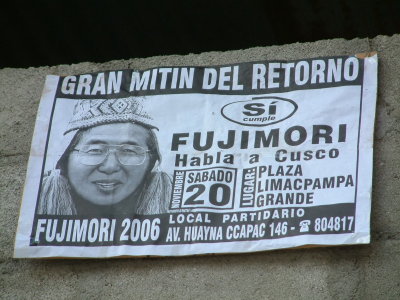 GRAN MITIN DEL RETORNO
Sí
cumple
FUJIMORI
Habla a Cusco
NOVIEMBRE
SABADO
20
LUGAR:
PLAZA
LIMACPAMPA
GRANDE
LOCAL PARTIDARIO
FUJIMORI 2006
AV. HUAYNA CCAPAC 146 - ☎ 804817